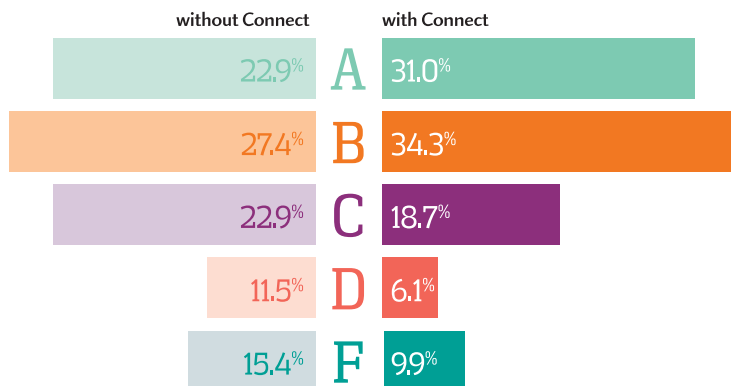 without Connect with Connect
22.9% A 31.0%
27.4% B 34.3%
22.9% C 18.7%
11.5% D 6.1%
15.4% F 9.9%